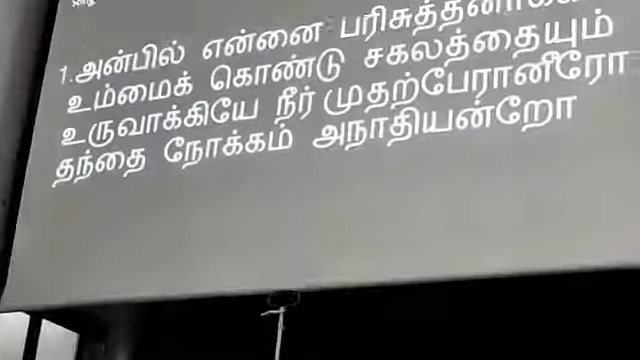 1.அன்பில் என்னை பரிசுத்தனாக்க
உம்மைக் கொண்டு சகலத்தையும்
உருவாக்கியே நீர் முதற்பேரானீரோ
தந்தை நோக்கம் அநாதியன்றோ